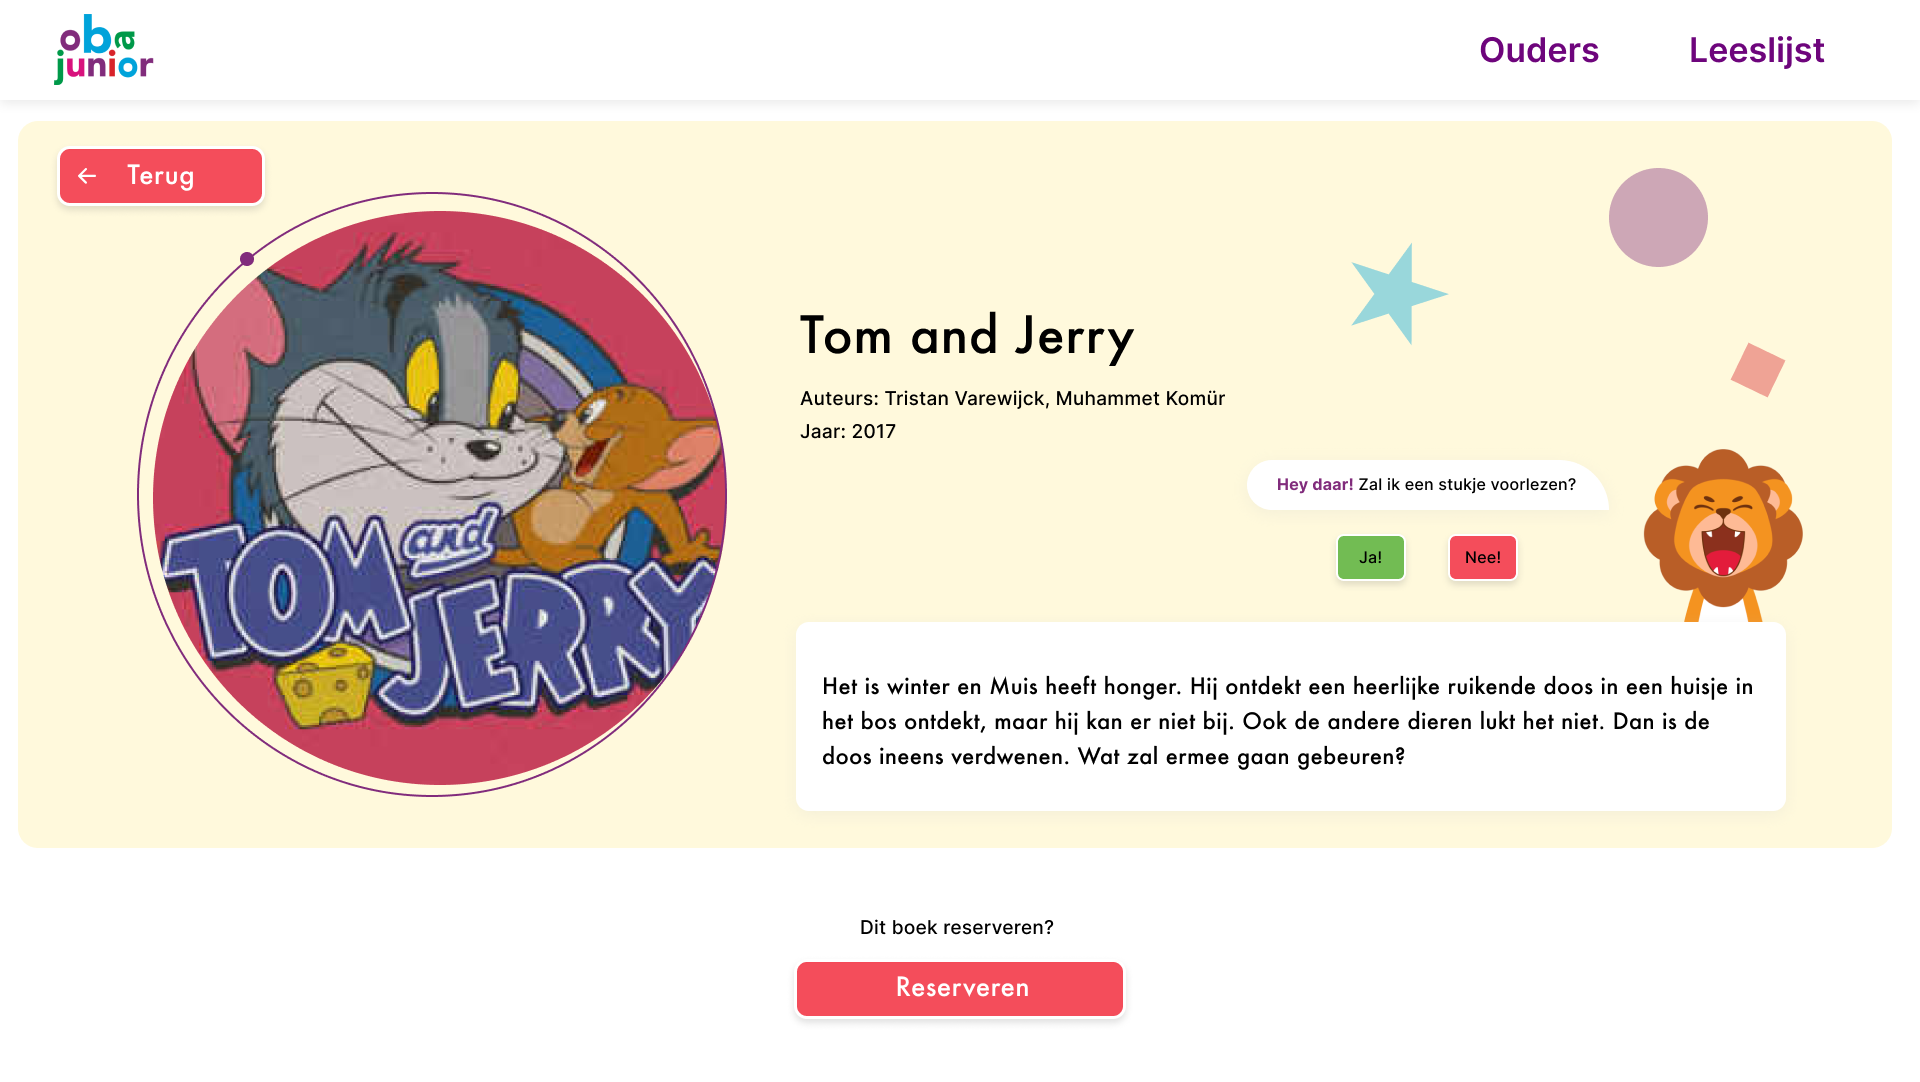 oba
junior
Ouders
Leeslijst
Terug
Tom and Jerry
Auteurs: Tristan Varewijck, Muhammet Komür
Jaar: 2017
Hey daar! Zal ik een stukje voorlezen?
Ja!
Nee!
TOM and JERRY
Het is winter en Muis heeft honger. Hij ontdekt een heerlijke ruikende doos in een huisje in
het bos ontdekt, maar hij kan er niet bij. Ook de andere dieren lukt het niet. Dan is de
doos ineens verdwenen. Wat zal ermee gaan gebeuren?
Dit boek reserveren?
Reserveren